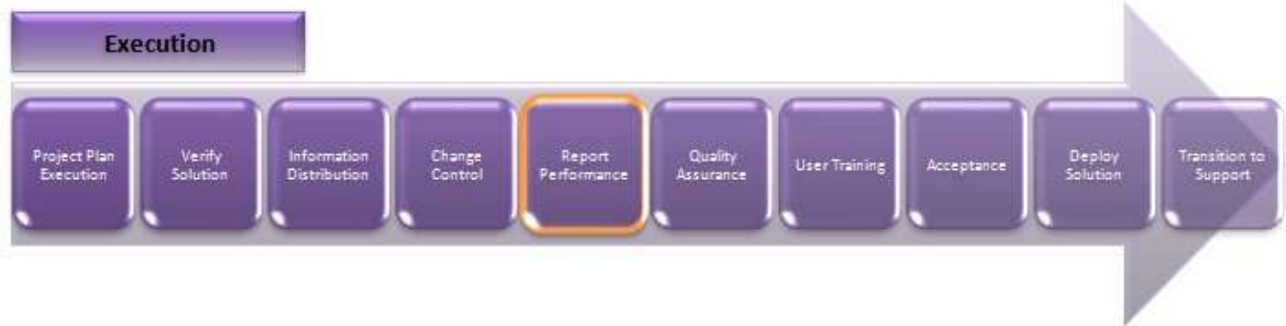 Execution
Project Plan
Execution
Verify
Solution
Information
Distribution
Change
Control
Report
Performance
Quality
Assurance
User Training
Acceptance
Deploy
Solution
Transition to
Support